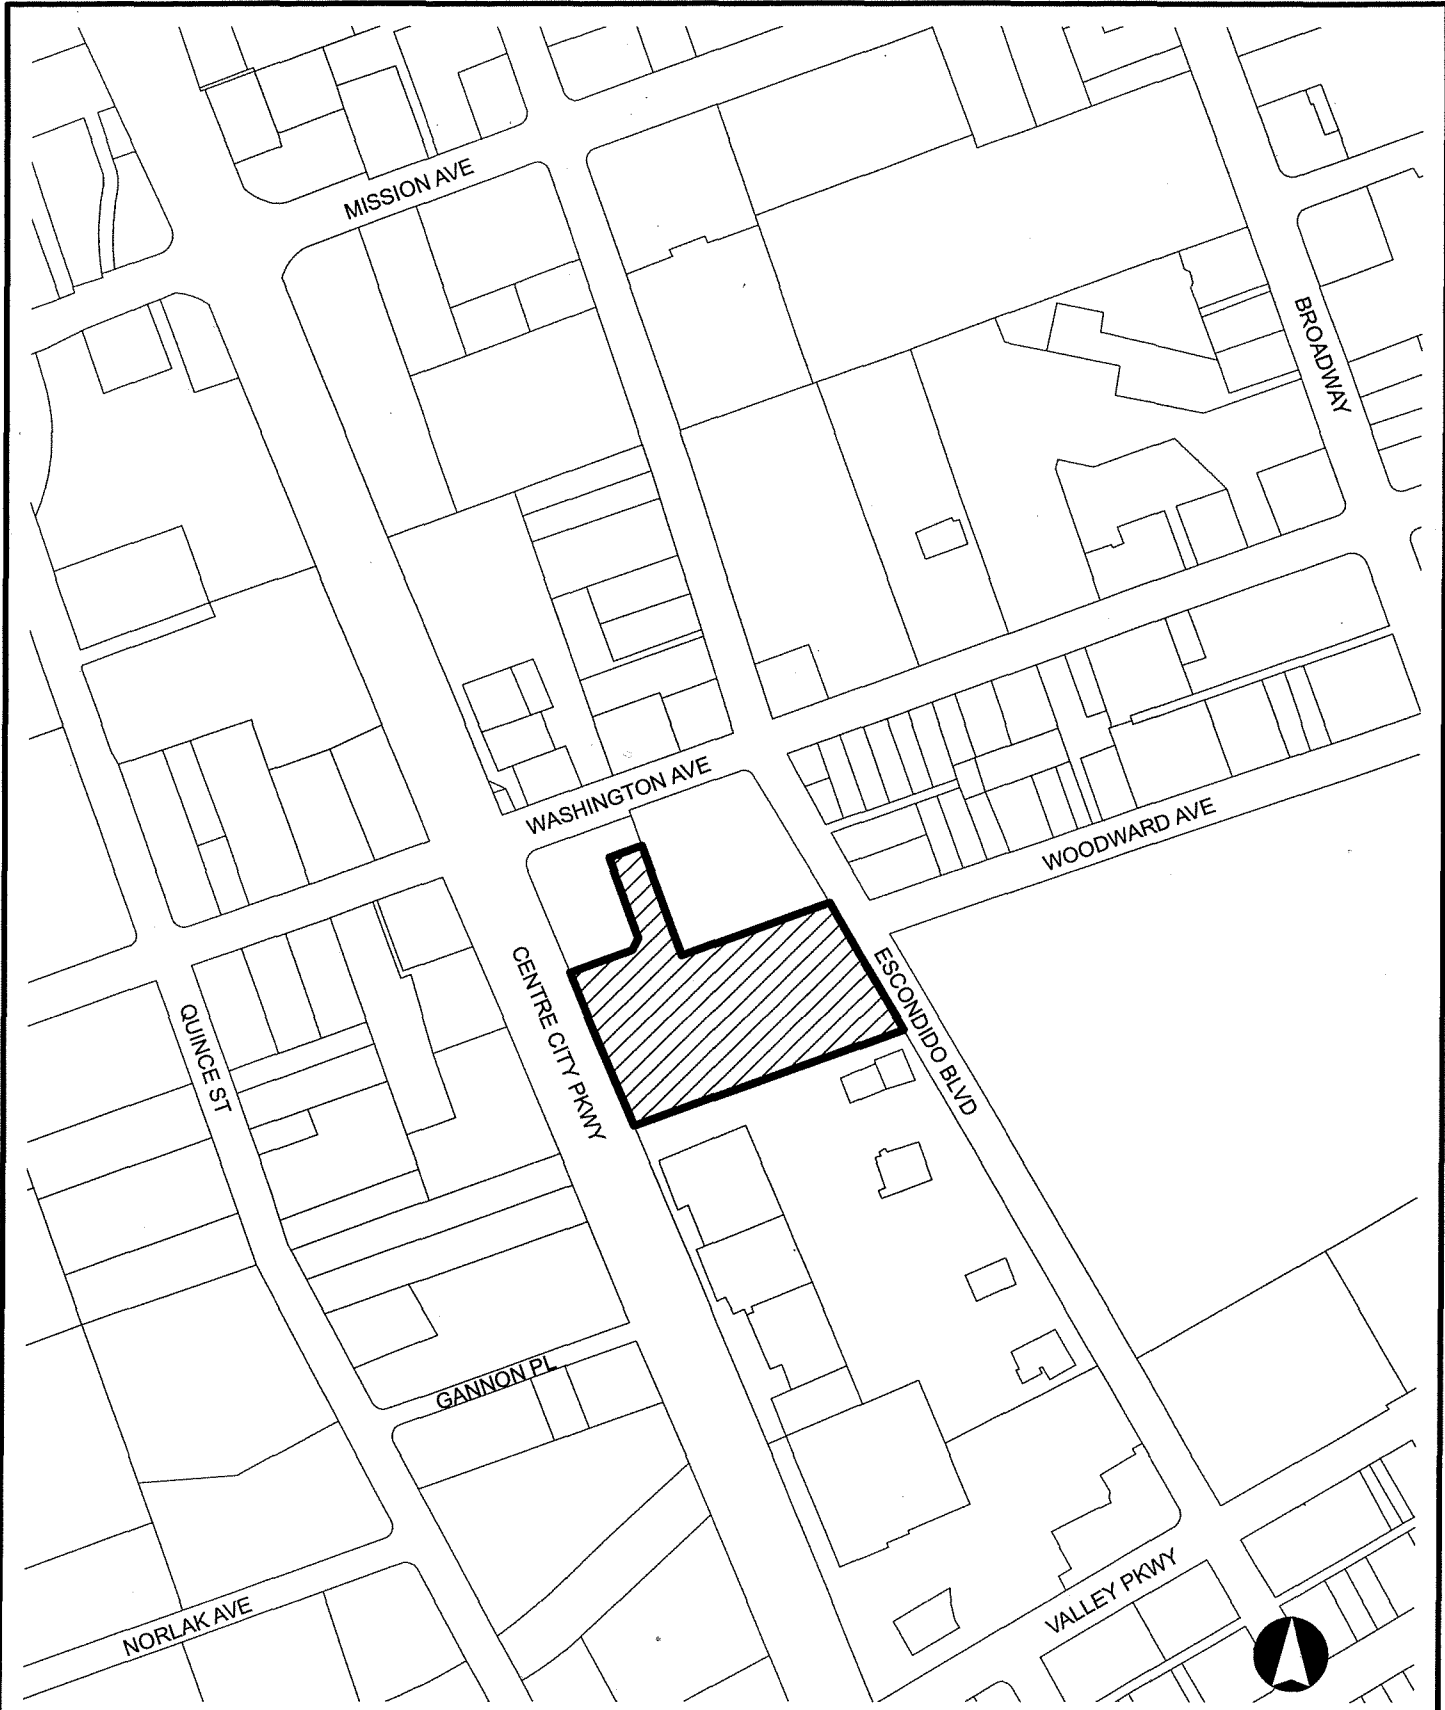 MISSION AVE
BROADWAY
WASHINGTON AVE
WOODWARD AVE
CENTRE CITY PKWY
ESCONDIDO BLVD
QUINCE ST
GANNON PL
VALLEY PKWY
NORLAK AVE